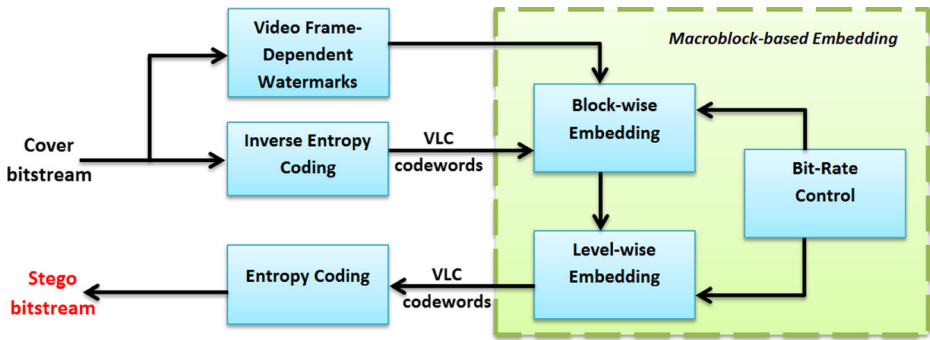 Video Frame-
Dependent
Watermarks
Macroblock-based Embedding
Block-wise
Embedding
Cover
bitstream
Inverse Entropy
Coding
VLC
codewords
Bit-Rate
Control
Level-wise
Embedding
VLC
codewords
Entropy Coding
Stego
bitstream